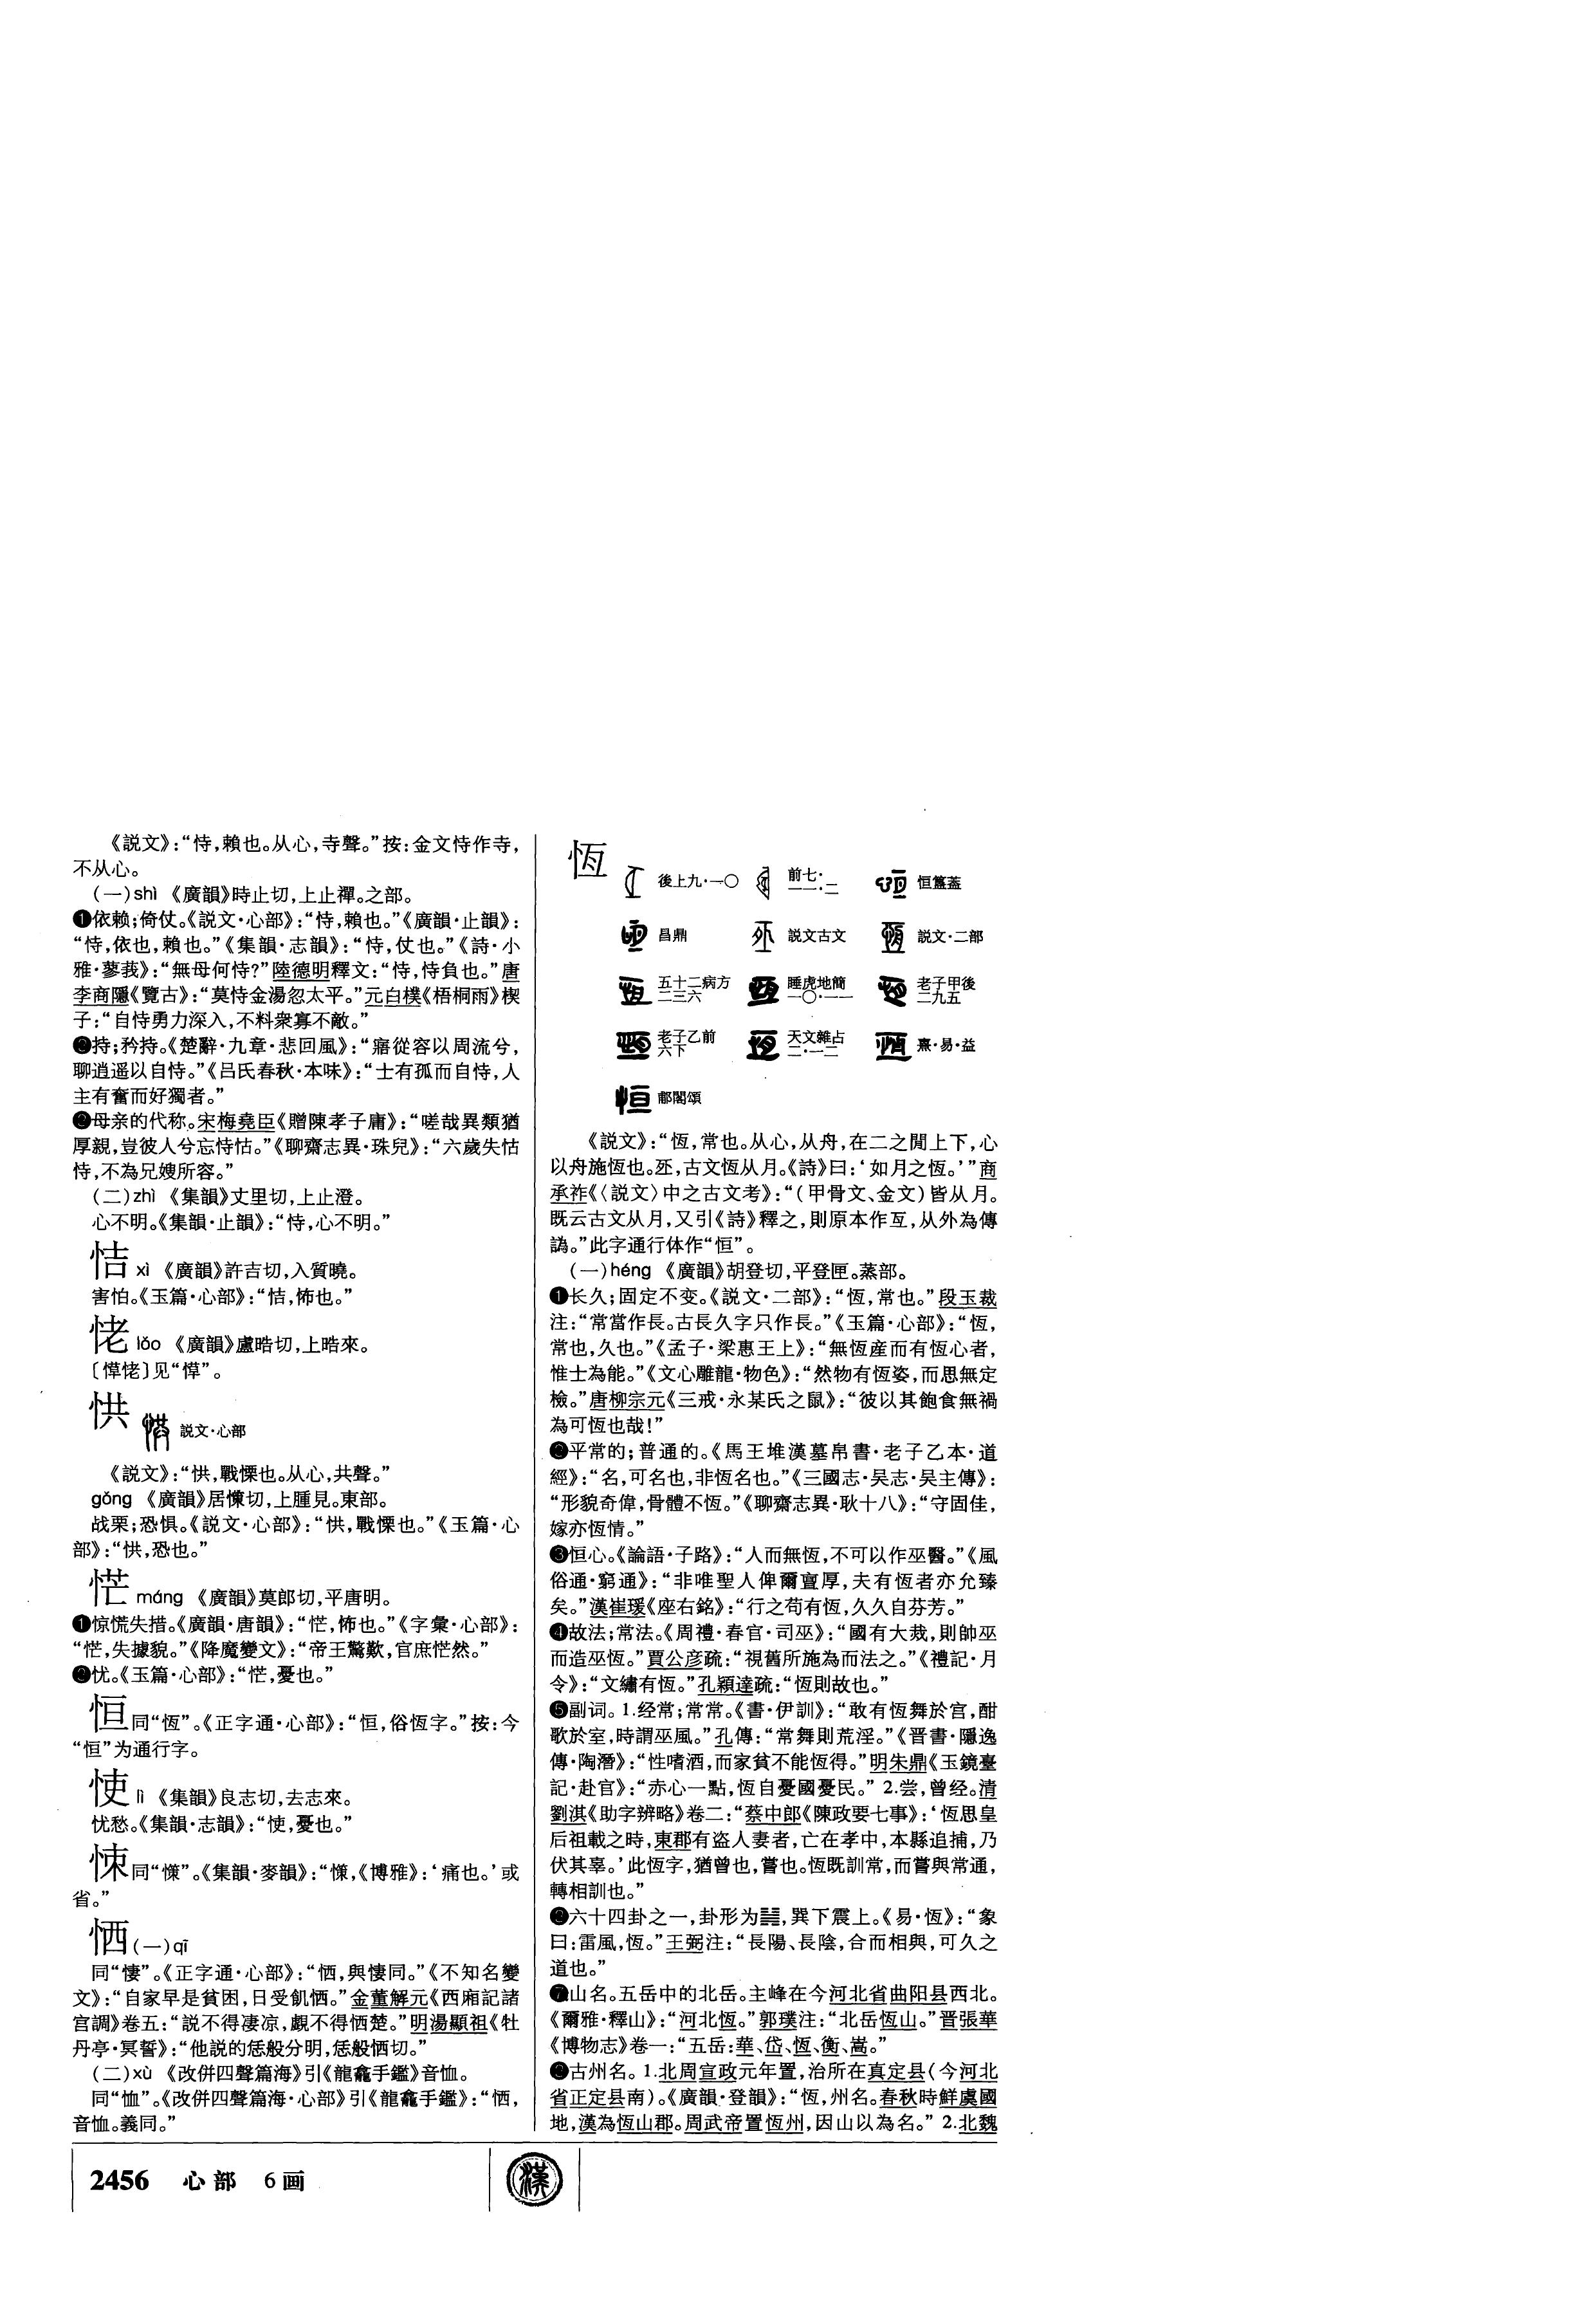 《説文》：“恃，賴也。从心，寺聲。”按：金文恃作寺，
不从心。
（一）shì 《廣韻》時止切，上止禪。之部。
❶依赖；倚仗。《説文·心部》：“恃，賴也。”《廣韻·止韻》：
“恃，依也，賴也。”《集韻·志韻》：“恃，仗也。”《詩·小
雅·蓼莪》：“無母何恃？”陸德明釋文：“恃，恃負也。”唐
李商隱《覽古》：“莫恃金湯忽太平。”元白樸《梧桐雨》楔
子：“自恃勇力深入，不料衆寡不敵。”
❷持；矜持。《楚辭·九章·悲回風》：“寤從容以周流兮，
聊逍遥以自恃。”《吕氏春秋·本味》：“士有孤而自恃，人
主有奮而好獨者。”
母亲的代称。宋梅堯臣《贈陳孝子庸》：“嗟哉異類猶
厚親，豈彼人兮忘恃怙。”《聊齋志異·珠兒》：“六歲失怙
恃，不為兄嫂所容。”
（二）zhì 《集韻》丈里切，上止澄。
心不明。《集韻·止韻》：“恃，心不明。”
恄 xì 《廣韻》許吉切，入質曉。
害怕。《玉篇·心部》：“恄，怖也。”
恅 lǎo 《廣韻》盧晧切，上晧來。
〔愺恅〕见“愺”。
恭
説文·心部
《説文》：“㤨，戰慄也。从心，共聲。”
gǒng 《廣韻》居悚切，上腫見。東部。
战栗；恐惧。《説文·心部》：“㤨，戰慄也。”《玉篇·心
部》：“㤨，恐也。”
恾 máng 《廣韻》莫郎切，平唐明。
❶惊慌失措。《廣韻·唐韻》：“恾，怖也。”《字彙·心部》：
“恾，失據貌。”《降魔變文》：“帝王驚歎，官庶恾然。”
❷忧。《玉篇·心部》：“恾，憂也。”
恒 同“恆”。《正字通·心部》：“恒，俗恆字。”按：今
“恒”为通行字。
㤦 lì 《集韻》良志切，去志來。
忧愁。《集韻·志韻》：“㤦，憂也。”
㥽 同“憡”。《集韻·麥韻》：“憡，《博雅》：‘痛也。’或
省。”
恓 （一）qī
同“悽”。《正字通·心部》：“恓，與悽同。”《不知名變
文》：“自家早是貧困，日受飢恓。”金董解元《西廂記諸
宫調》卷五：“説不得凄凉，覷不得恓楚。”明湯顯祖《牡
丹亭·冥誓》：“他説的恁般分明，恁般恓切。”
（二）xù 《改併四聲篇海》引《龍龕手鑑》音恤。
同“恤”。《改併四聲篇海·心部》引《龍龕手鑑》：“恓，
音恤。義同。”
恆
後上九·一〇
前七·一一·二
恒簋蓋
昌鼎
説文古文
説文·二部
五十二病方二三六
睡虎地簡一〇·一一
老子甲後二九五
老子乙前六下
天文雜占二·一二
熹·易·益
郙閣頌
《説文》：“恆，常也。从心，从舟，在二之閒上下，心
以舟施恆也。𠄨，古文恆从月。《詩》曰：‘如月之恆。’”商
承祚《〈説文〉中之古文考》：“（甲骨文、金文）皆从月。
既云古文从月，又引《詩》釋之，則原本作亙，从外為傳
譌。”此字通行体作“恒”。
（一）héng 《廣韻》胡登切，平登匣。蒸部。
❶长久；固定不变。《説文·二部》：“恆，常也。”段玉裁
注：“常當作長。古長久字只作長。”《玉篇·心部》：“恆，
常也，久也。”《孟子·梁惠王上》：“無恆産而有恆心者，
惟士為能。”《文心雕龍·物色》：“然物有恆姿，而思無定
檢。”唐柳宗元《三戒·永某氏之鼠》：“彼以其飽食無禍
為可恆也哉！”
❷平常的；普通的。《馬王堆漢墓帛書·老子乙本·道
經》：“名，可名也，非恆名也。”《三國志·吴志·吴主傳》：
“形貌奇偉，骨體不恆。”《聊齋志異·耿十八》：“守固佳，
嫁亦恆情。”
❸恒心。《論語·子路》：“人而無恆，不可以作巫醫。”《風
俗通·窮通》：“非唯聖人俾爾亶厚，夫有恆者亦允臻
矣。”漢崔瑗《座右銘》：“行之苟有恆，久久自芬芳。”
❹故法；常法。《周禮·春官·司巫》：“國有大烖，則帥巫
而造巫恆。”賈公彦疏：“視舊所施為而法之。”《禮記·月
令》：“文繡有恆。”孔穎達疏：“恆則故也。”
❺副词。1.经常；常常。《書·伊訓》：“敢有恆舞於宫，酣
歌於室，時謂巫風。”孔傳：“常舞則荒淫。”《晋書·隱逸
傳·陶潛》：“性嗜酒，而家貧不能恆得。”明朱鼎《玉鏡臺
記·赴官》：“赤心一點，恆自憂國憂民。” 2.尝，曾经。清
劉淇《助字辨略》卷二：“蔡中郎《陳政要七事》：‘恆思皇
后祖載之時，東郡有盗人妻者，亡在孝中，本縣追捕，乃
伏其辜。’此恆字，猶曾也，嘗也。恆既訓常，而嘗與常通，
轉相訓也。”
六十四卦之一，卦形为䷟，巽下震上。《易·恆》：“象
曰：雷風，恆。”王弼注：“長陽、長陰，合而相與，可久之
道也。”
❼山名。五岳中的北岳。主峰在今河北省曲阳县西北。
《爾雅·釋山》：“河北恆。”郭璞注：“北岳恆山。”晋張華
《博物志》卷一：“五岳：華、岱、恆、衡、嵩。”
古州名。1.北周宣政元年置，治所在真定县（今河北
省正定县南）。《廣韻·登韻》：“恆，州名。春秋時鮮虞國
地，漢為恆山郡。周武帝置恆州，因山以為名。” 2.北魏
2456 心部 6画
漢